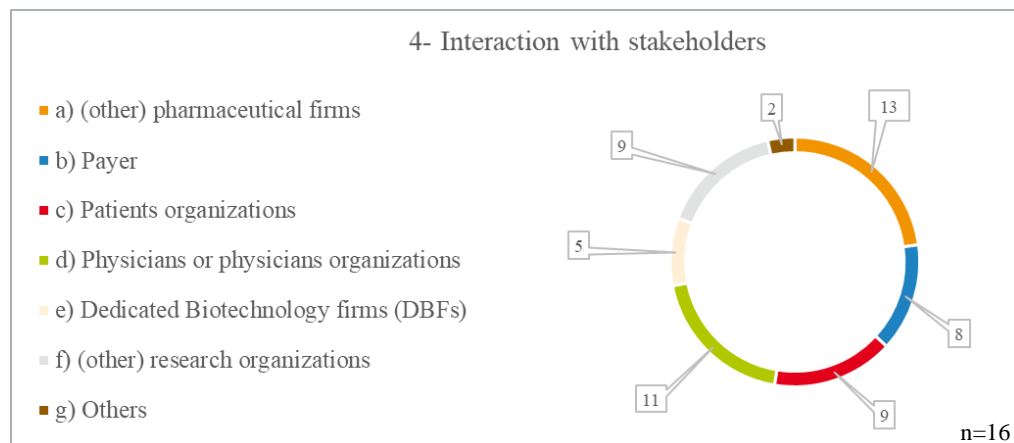 4- Interaction with stakeholders
a) (other) pharmaceutical firms
b) Payer
c) Patients organizations
d) Physicians or physicians organizations
e) Dedicated Biotechnology firms (DBFs)
f) (other) research organizations
g) Others
2
13
9
5
8
11
9
n=16